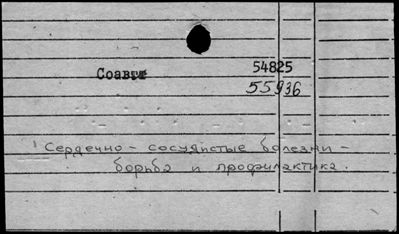 Соавт
54825
55936
Сердечно - сосудистые болезни -
борьба и профилактика.